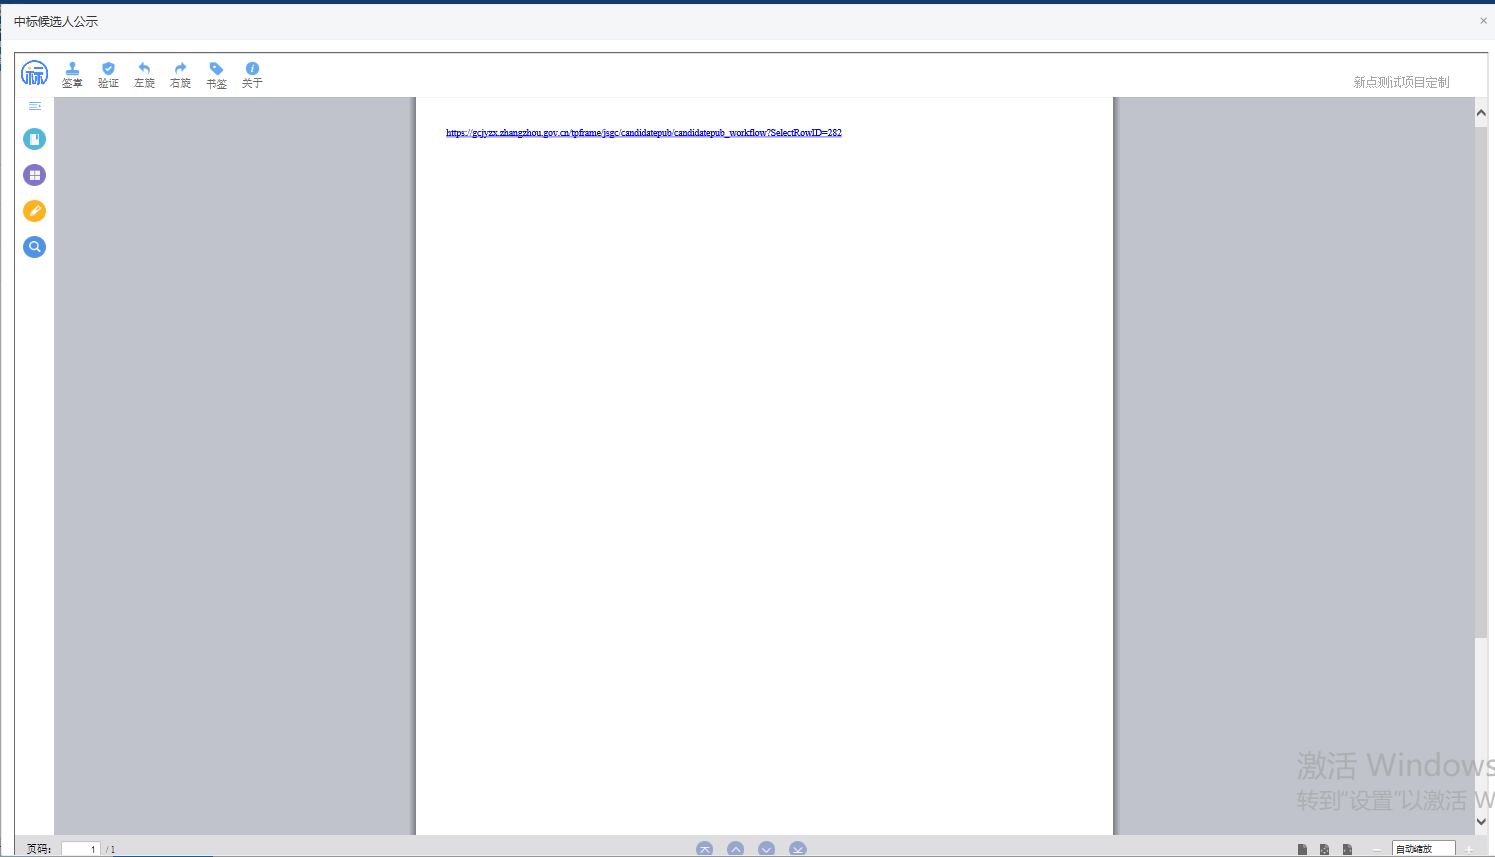 中标候选人公示
×
标
签章 验证 左旋 右旋 书签 关于
新点测试项目定制
https://gcjyzx.zhangzhou.gov.cn/tpframe/jsgc/candidatepub/candidatepub_workflow?SelectRowID=282
激活 Windows
转到"设置"以激活 W
页码: 1 / 1
自动缩放